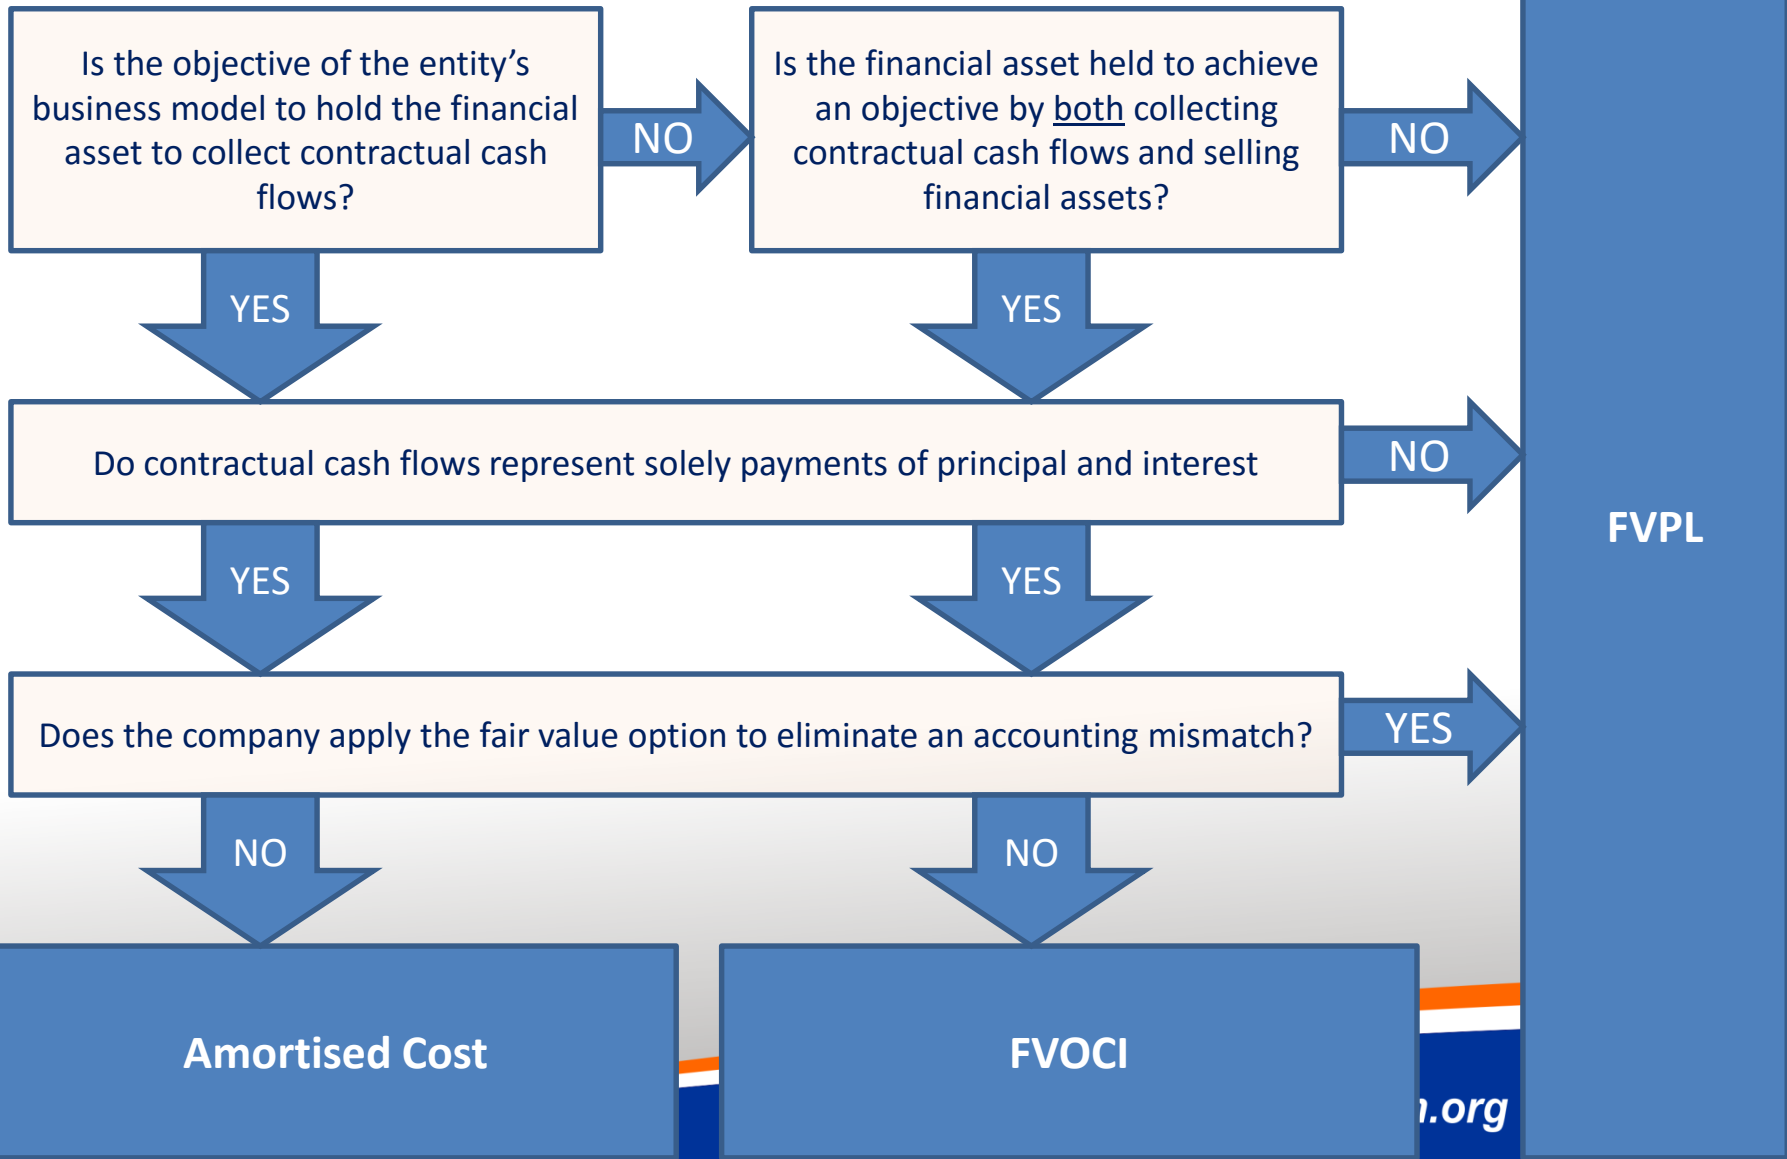 Is the objective of the entity’s
business model to hold the financial
asset to collect contractual cash
flows?
NO
Is the financial asset held to achieve
an objective by both collecting
contractual cash flows and selling
financial assets?
NO
YES
YES
Do contractual cash flows represent solely payments of principal and interest
NO
FVPL
YES
YES
Does the company apply the fair value option to eliminate an accounting mismatch?
YES
NO
NO
Amortised Cost
FVOCI
.org